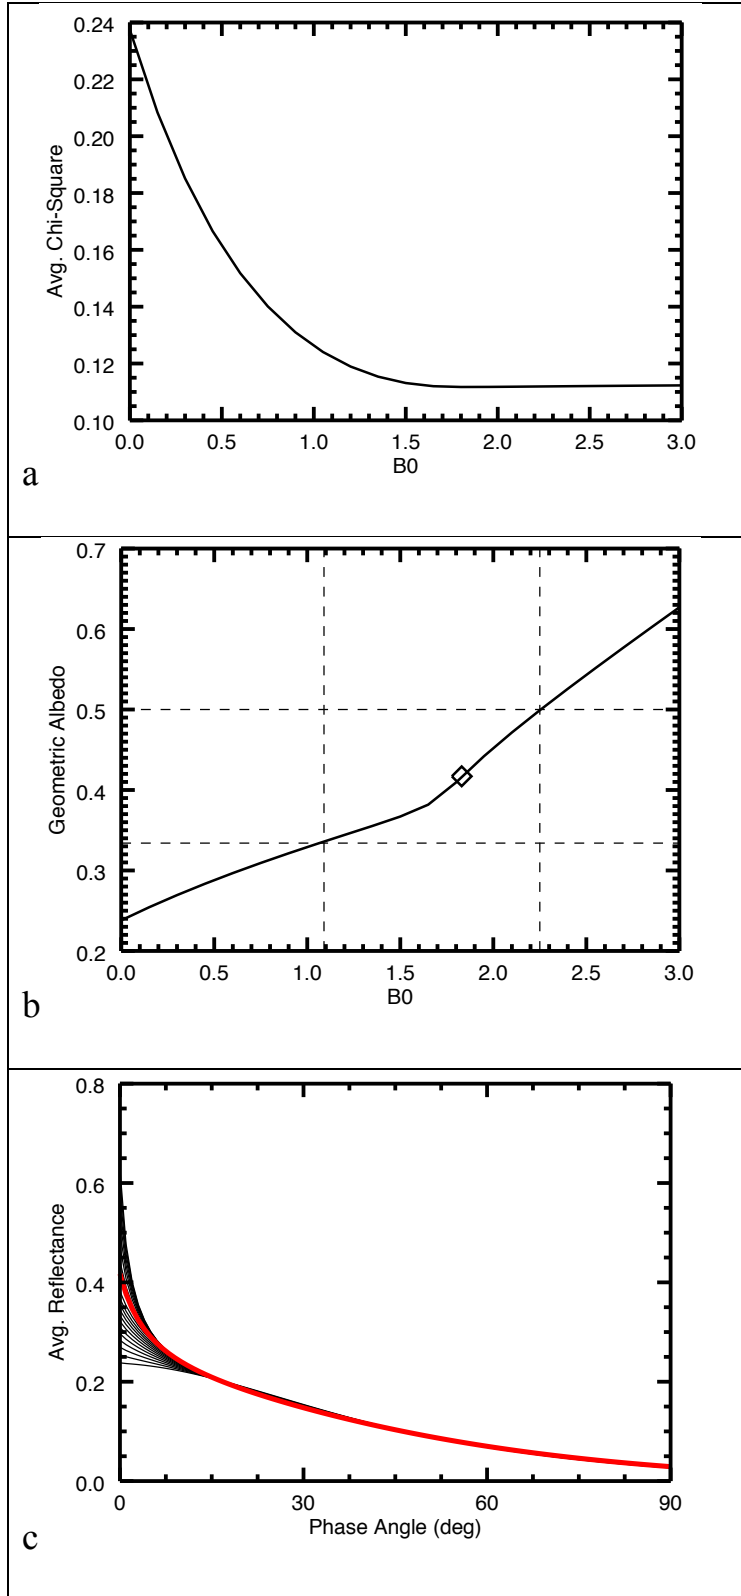 0.24
0.22
0.20
0.18
0.16
0.14
0.12
0.10
Avg. Chi-Square
0.0 0.5 1.0 1.5 2.0 2.5 3.0
B0
a
0.7
0.6
0.5
0.4
0.3
0.2
Geometric Albedo
0.0 0.5 1.0 1.5 2.0 2.5 3.0
B0
b
0.8
0.6
0.4
0.2
0.0
Avg. Reflectance
0 30 60 90
Phase Angle (deg)
c